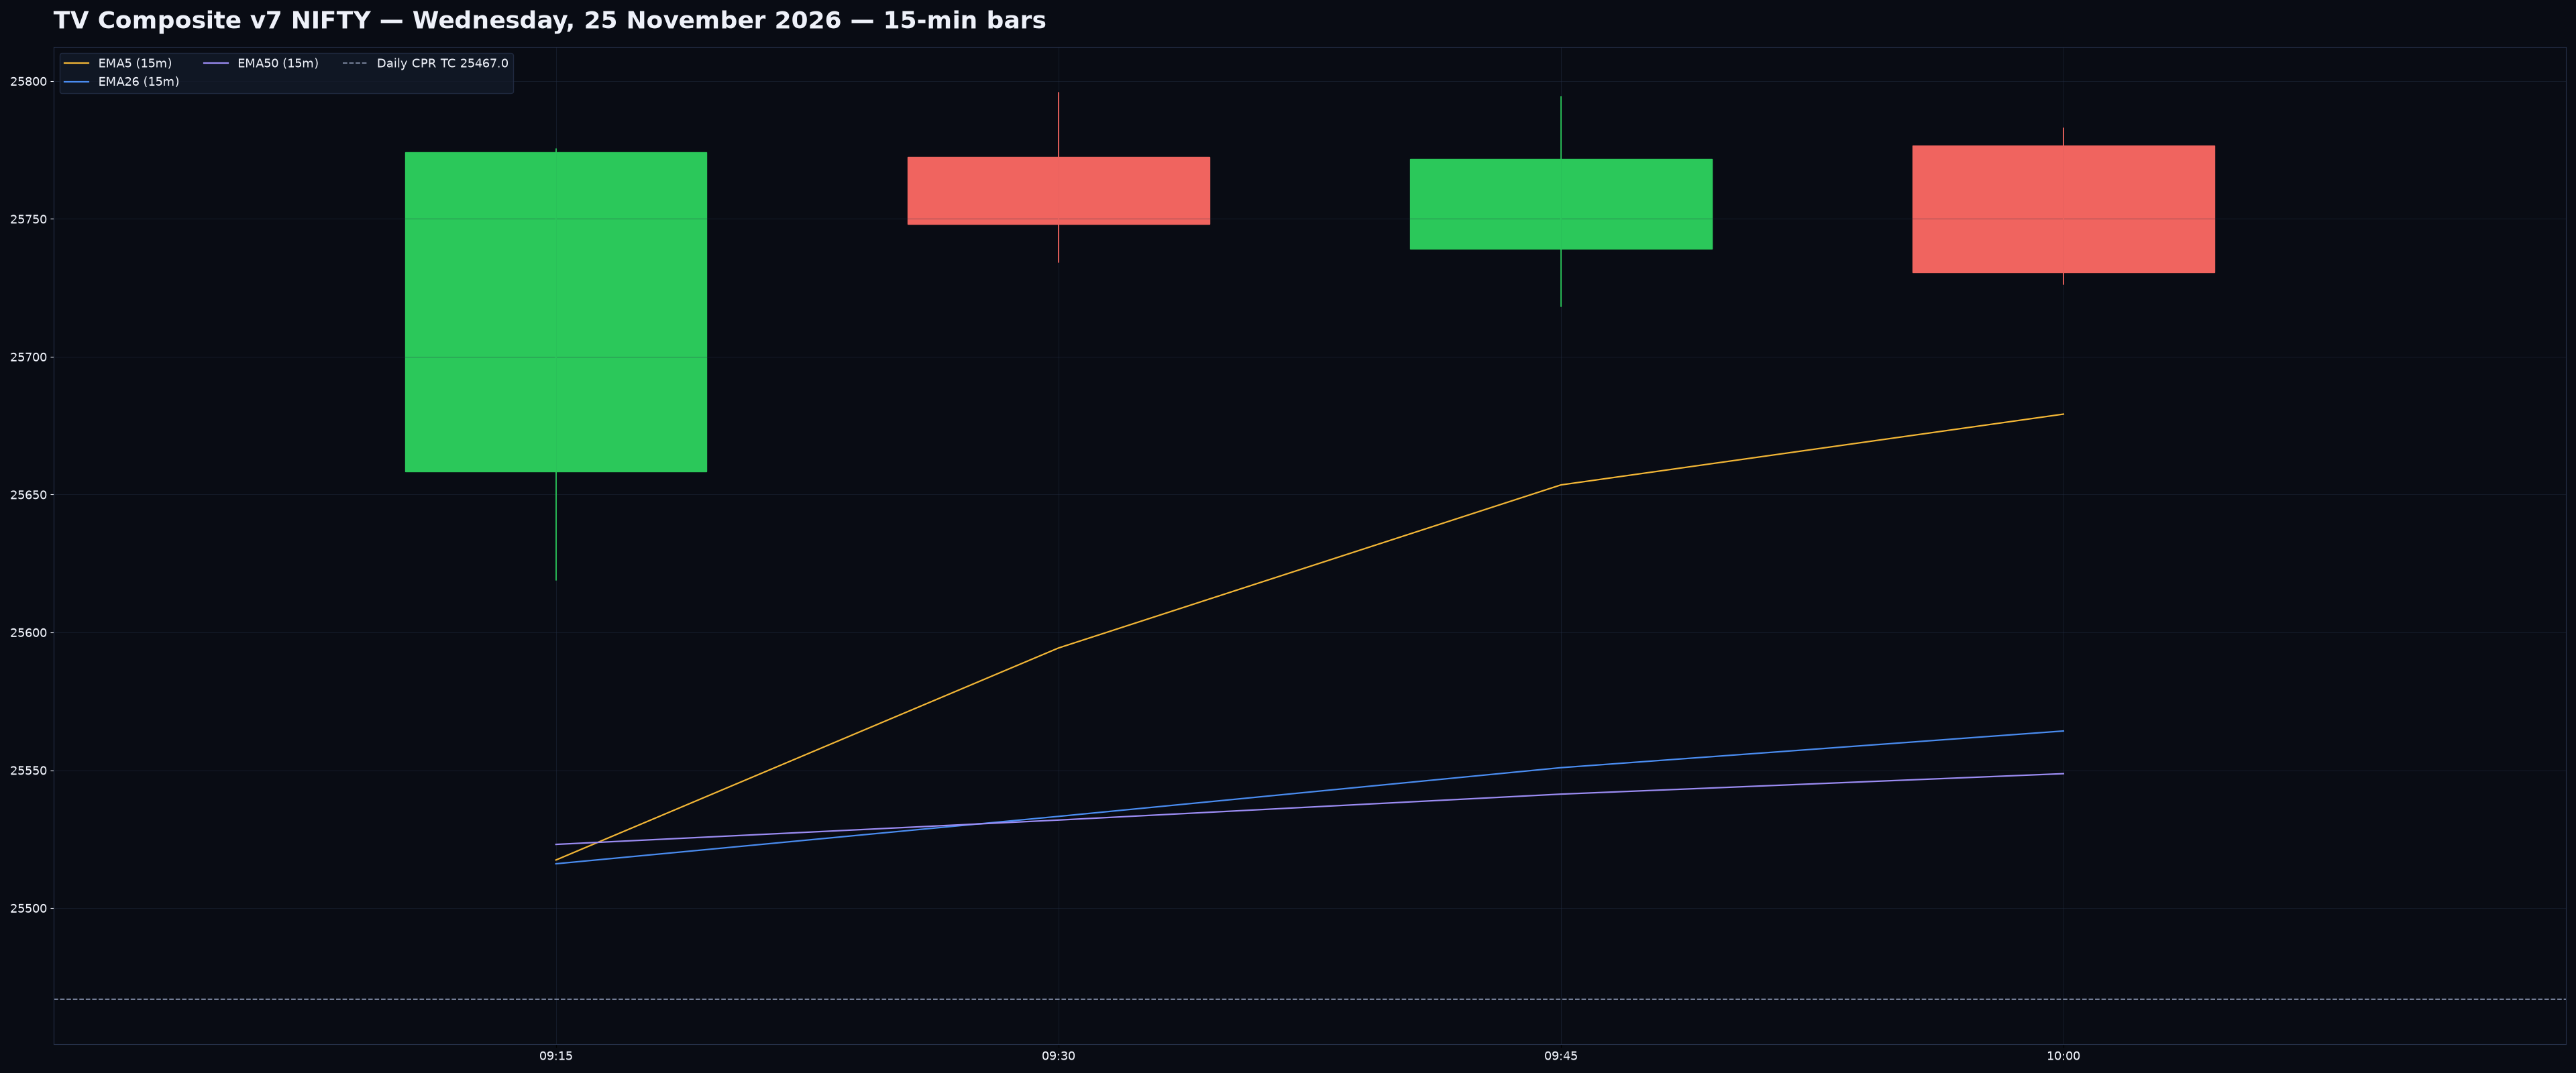 TV Composite v7 NIFTY — Wednesday, 25 November 2026 — 15-min bars
EMA5 (15m) EMA50 (15m) Daily CPR TC 25467.0
EMA26 (15m)
25800
25750
25700
25650
25600
25550
25500
09:15 09:30 09:45 10:00